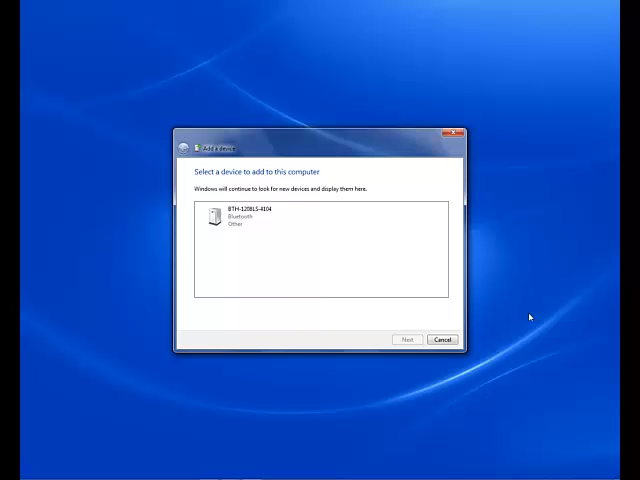 Add a device
Select a device to add to this computer
Windows will continue to look for new devices and display them here.
BTH-1208LS-4104
Bluetooth
Other
Next
Cancel